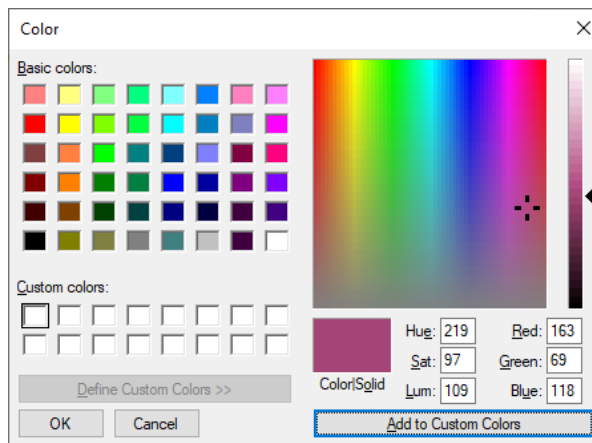 Color
Basic colors:
Custom colors:
Define Custom Colors >>
OK Cancel
Color|Solid
Hue: 219 Red: 163
Sat: 97 Green: 69
Lum: 109 Blue: 118
Add to Custom Colors